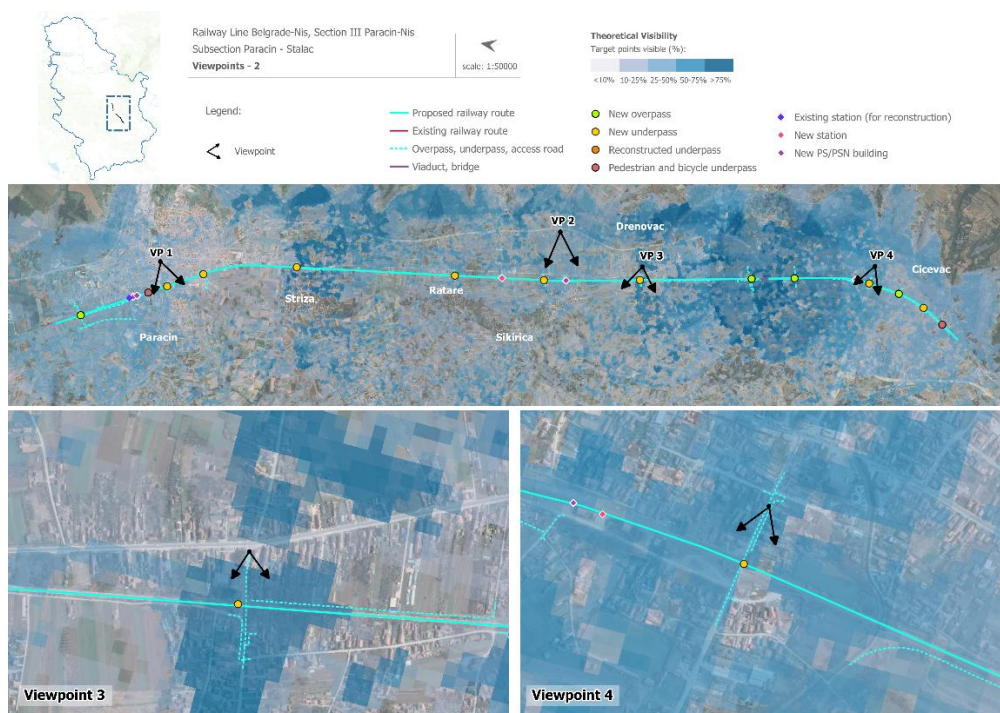 Railway Line Belgrade-Nis, Section III Paracin-Nis
Subsection Paracin - Stalac
Viewpoints - 2
scale: 1:50000
Theoretical Visibility
Target points visible (%):
<10% 10-25% 25-50% 50-75% >75%
Legend:
Viewpoint
Proposed railway route
Existing railway route
Overpass, underpass, access road
Viaduct, bridge
New overpass
New underpass
Reconstructed underpass
Pedestrian and bicycle underpass
Existing station (for reconstruction)
New station
New PS/PSN building
VP 1
VP 2
Drenovac
VP 3
VP 4
Cicevac
Striza
Ratare
Paracin
Sikirica
Viewpoint 3
Viewpoint 4